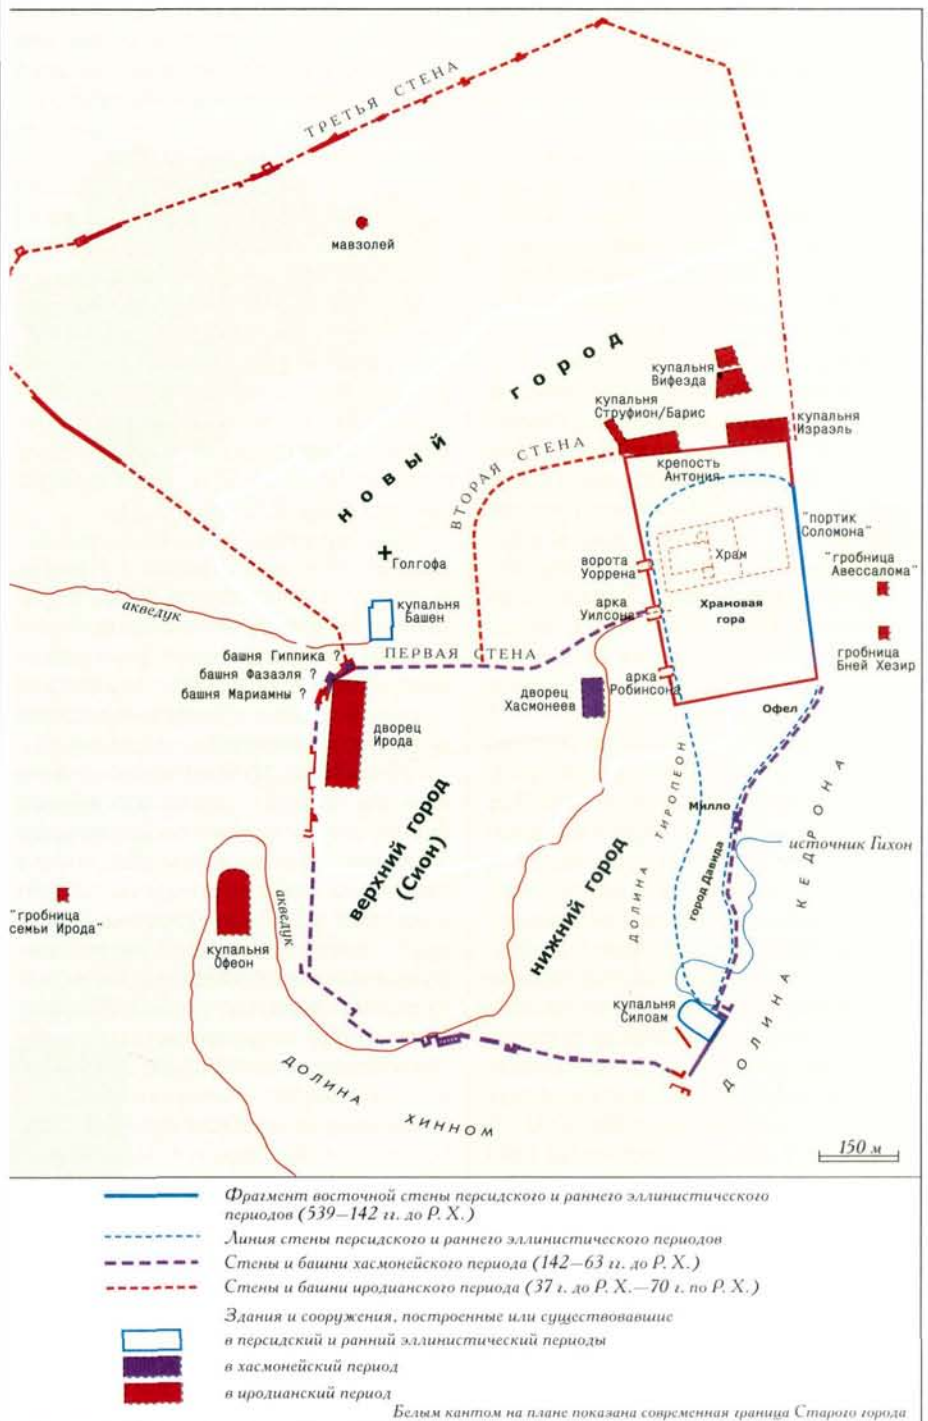 ТРЕТЬЯ СТЕНА
мавзолей
новый город
купальня
Вифезда
купальня
Струфион/Барис
купальня
Израэль
ВТОРАЯ СТЕНА
крепость
Антония
"портик
Соломона"
Голгофа
ворота
Уоррена
Храм
"гробница
Авессалома"
акведук
купальня
Башен
арка
Уилсона
Храмовая
гора
гробница
Бней Хезир
башня Гиппика ?
ПЕРВАЯ СТЕНА
башня Фазаэля ?
башня Мариамны ?
дворец
Хасмонеев
арка
Робинсона
Офел
дворец
Ирода
верхний город
(Сион)
нижний город
ДОЛИНА ТИРОПЕОН
Милло
город Давида
источник Гихон
ДОЛИНА КЕДРОНА
"гробница
семьи Ирода"
акведук
купальня
Офеон
купальня
Силоам
ДОЛИНА ХИННОМ
150 м
Фрагмент восточной стены персидского и раннего эллинистического
периодов (539—142 гг. до Р. Х.)
Линия стены персидского и раннего эллинистического периодов
Стены и башни хасмонейского периода (142—63 гг. до Р. Х.)
Стены и башни иродианского периода (37 г. до Р. Х.—70 г. по Р. Х.)
Здания и сооружения, построенные или существовавшие
в персидский и ранний эллинистический периоды
в хасмонейский период
в иродианский период
Белым кантом на плане показана современная граница Старого города